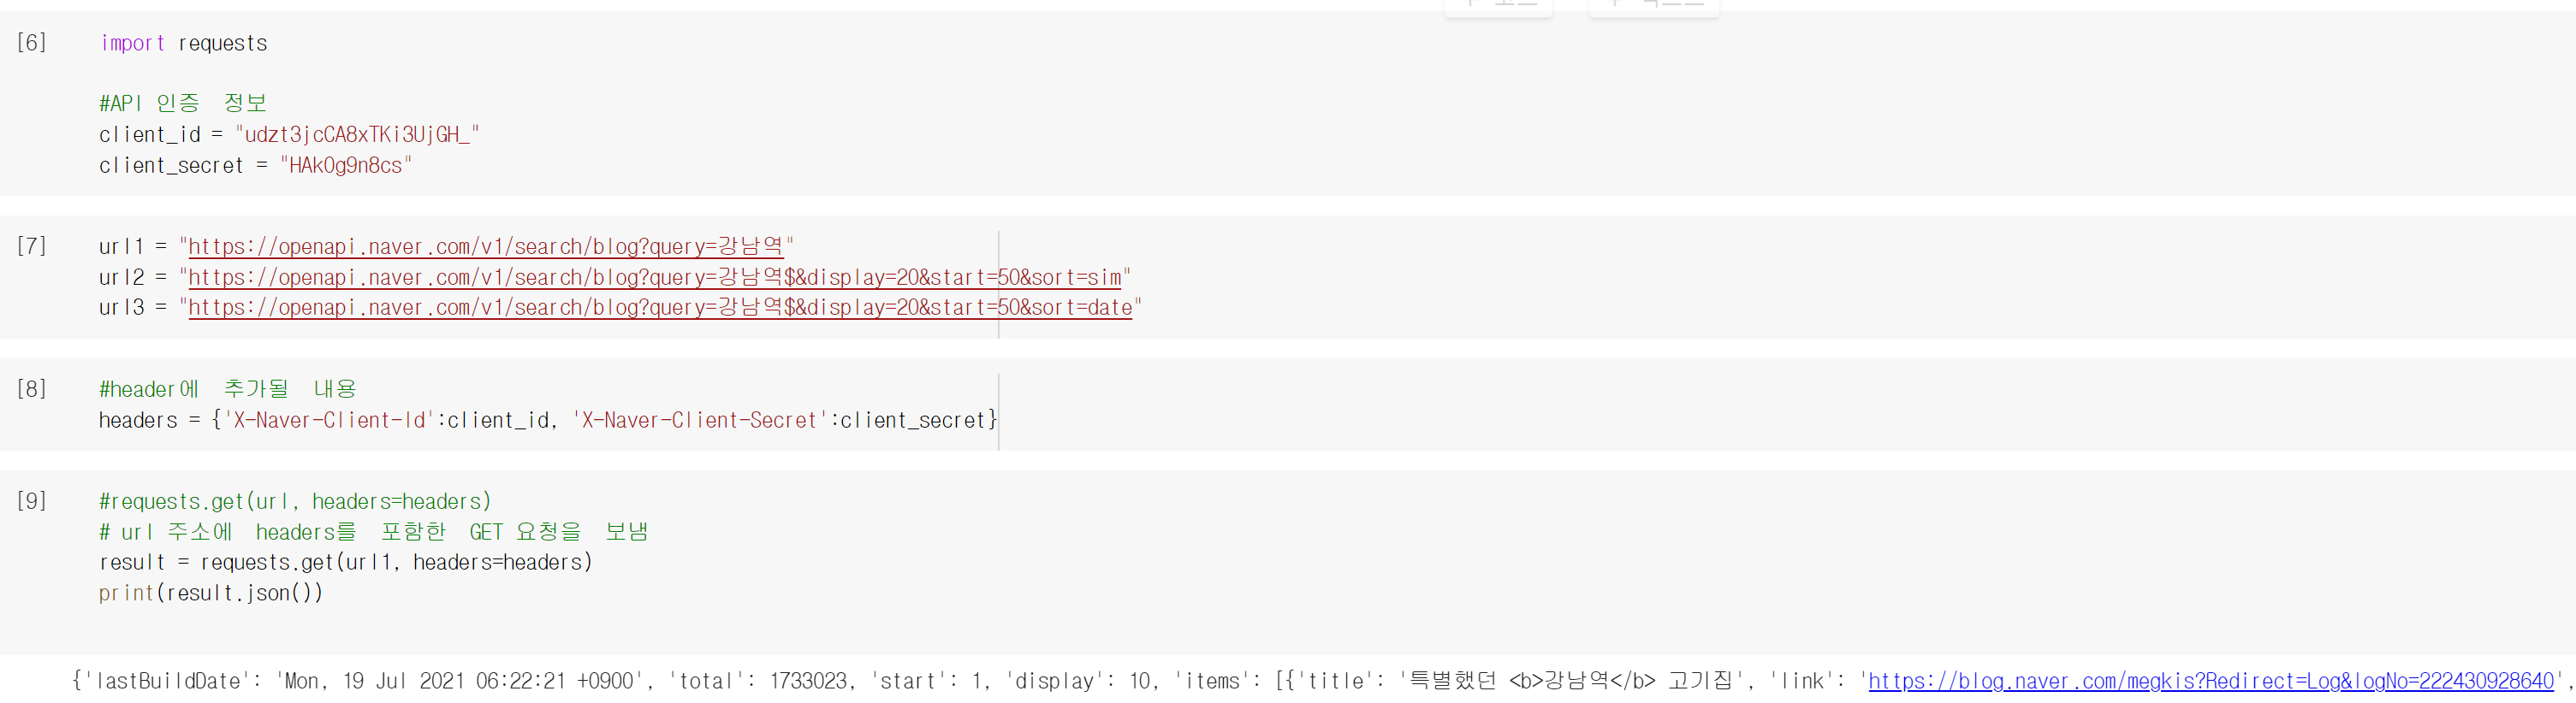 [6] import requests
#API 인증 정보
client_id = "udzt3jcCA8xTKi3UjGH_"
client_secret = "HAkOg9n8cs"
[7] url1 = "https://openapi.naver.com/v1/search/blog?query=강남역"
url2 = "https://openapi.naver.com/v1/search/blog?query=강남역$&display=20&start=50&sort=sim"
url3 = "https://openapi.naver.com/v1/search/blog?query=강남역$&display=20&start=50&sort=date"
[8] #header에 추가될 내용
headers = {'X-Naver-Client-Id':client_id, 'X-Naver-Client-Secret':client_secret}
[9] #requests.get(url, headers=headers)
# url 주소에 headers를 포함한 GET 요청을 보냄
result = requests.get(url1, headers=headers)
print(result.json())
{'lastBuildDate': 'Mon, 19 Jul 2021 06:22:21 +0900', 'total': 1733023, 'start': 1, 'display': 10, 'items': [{'title': '특별했던 <b>강남역</b> 고기집', 'link': 'https://blog.naver.com/megkis?Redirect=Log&logNo=222430928640',